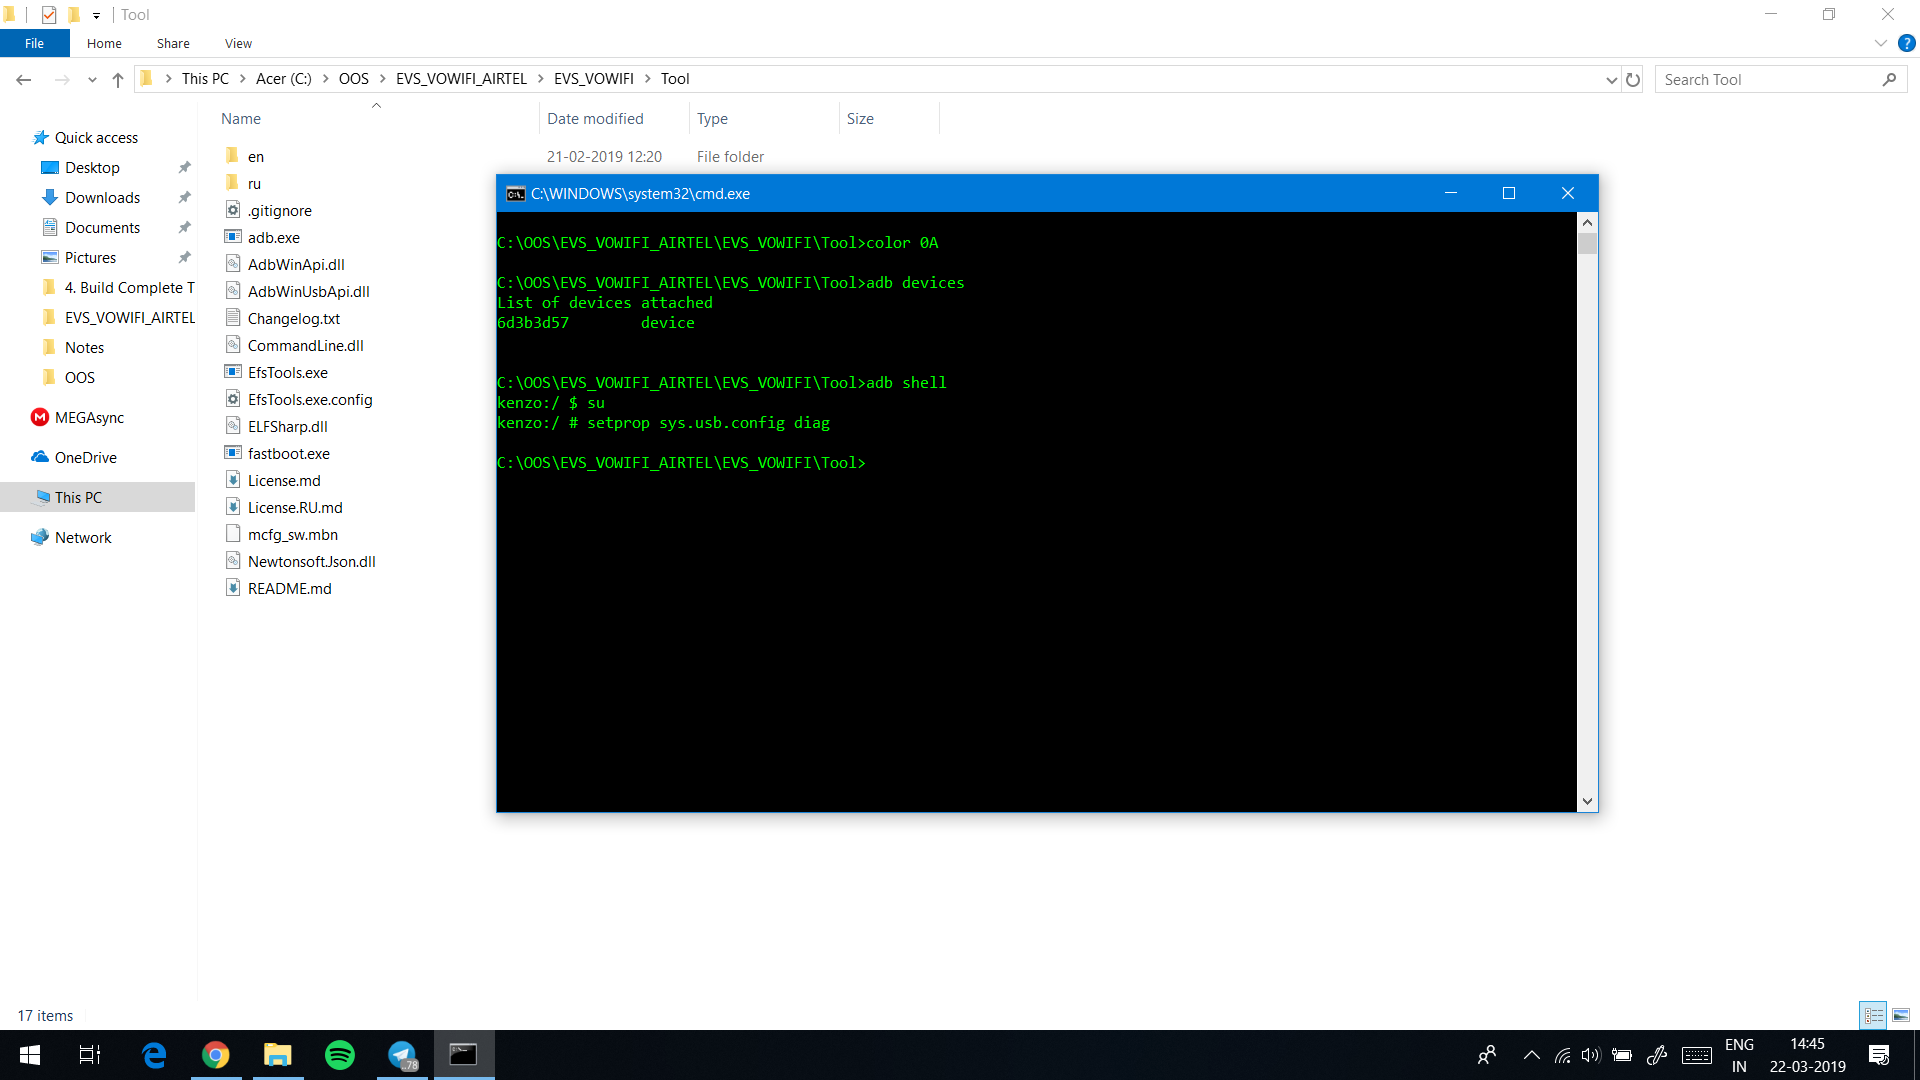 Tool
File Home Share View
This PC Acer (C:) OOS EVS_VOWIFI_AIRTEL EVS_VOWIFI Tool
Search Tool
Name Date modified Type Size
Quick access
Desktop
Downloads
Documents
Pictures
4. Build Complete T
EVS_VOWIFI_AIRTEL
Notes
OOS
MEGAsync
OneDrive
This PC
Network
en 21-02-2019 12:20 File folder
ru
.gitignore
adb.exe
AdbWinApi.dll
AdbWinUsbApi.dll
Changelog.txt
CommandLine.dll
EfsTools.exe
EfsTools.exe.config
ELFSharp.dll
fastboot.exe
License.md
License.RU.md
mcfg_sw.mbn
Newtonsoft.Json.dll
README.md
C:\WINDOWS\system32\cmd.exe
C:\OOS\EVS_VOWIFI_AIRTEL\EVS_VOWIFI\Tool>color 0A
C:\OOS\EVS_VOWIFI_AIRTEL\EVS_VOWIFI\Tool>adb devices
List of devices attached
6d3b3d57 device
C:\OOS\EVS_VOWIFI_AIRTEL\EVS_VOWIFI\Tool>adb shell
kenzo:/ $ su
kenzo:/ # setprop sys.usb.config diag
C:\OOS\EVS_VOWIFI_AIRTEL\EVS_VOWIFI\Tool>
17 items
..78
ENG
IN
14:45
22-03-2019